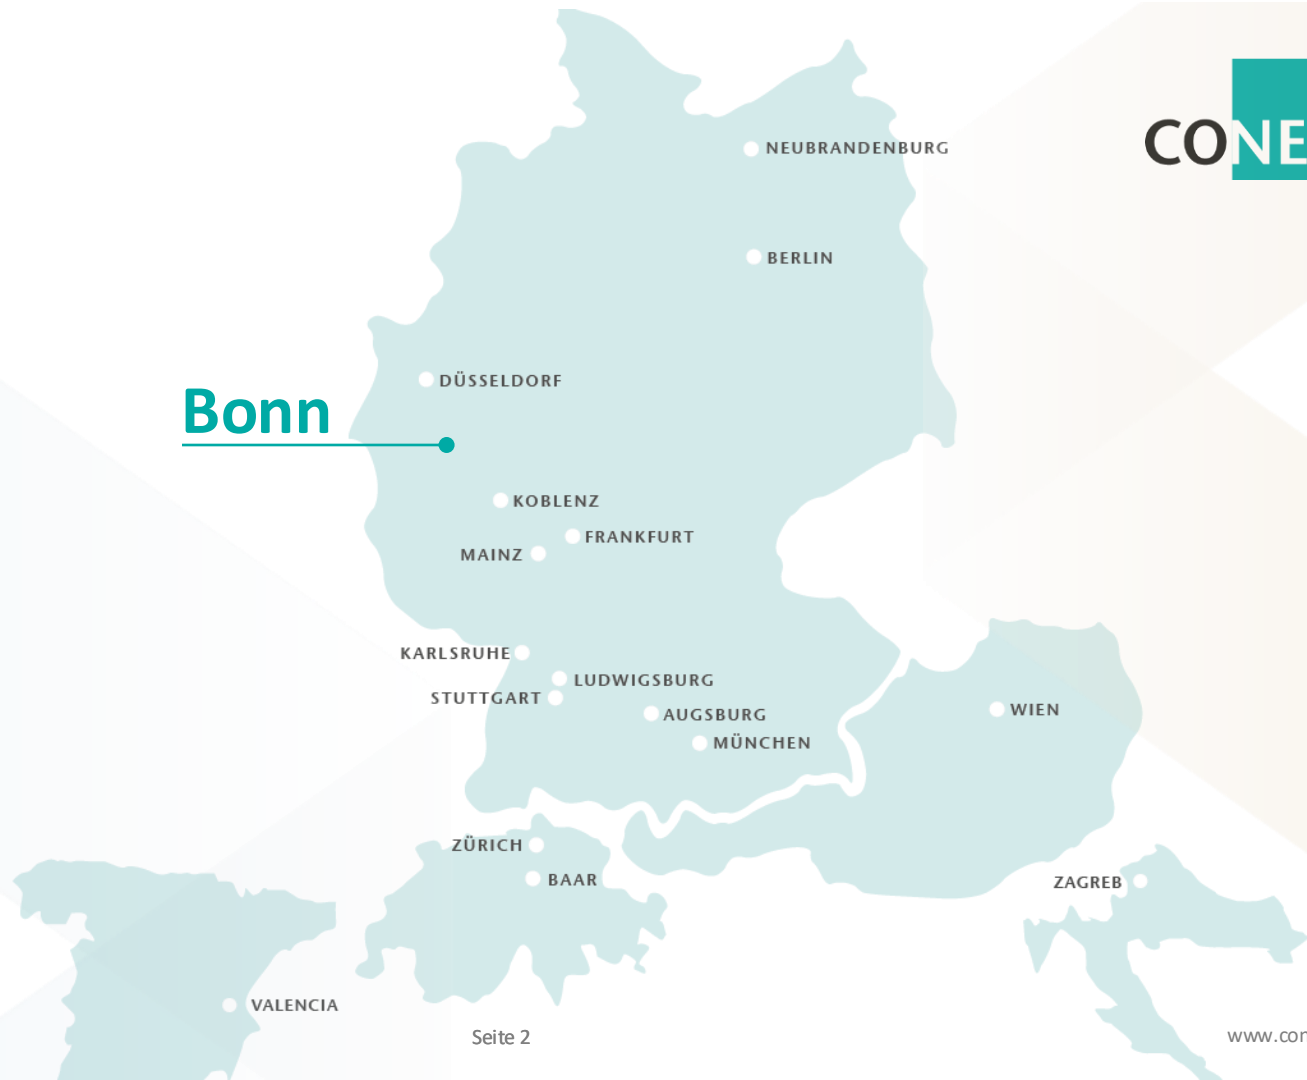 NEUBRANDENBURG
CONE
BERLIN
DÜSSELDORF
Bonn
KOBLENZ
FRANKFURT
MAINZ
KARLSRUHE
LUDWIGSBURG
STUTTGART
AUGSBURG
WIEN
MÜNCHEN
ZÜRICH
BAAR
ZAGREB
VALENCIA
Seite 2
www.con